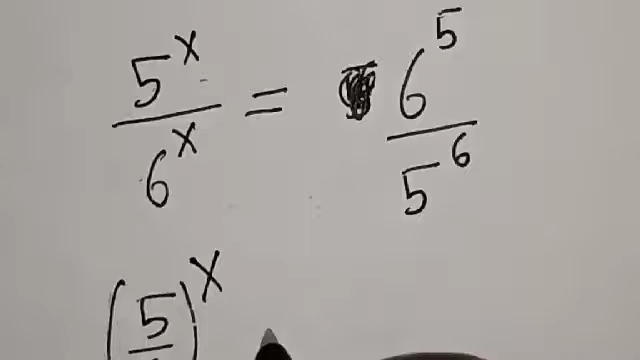 5^x / 6^x = 6^5 / 5^6
(5/ )^x